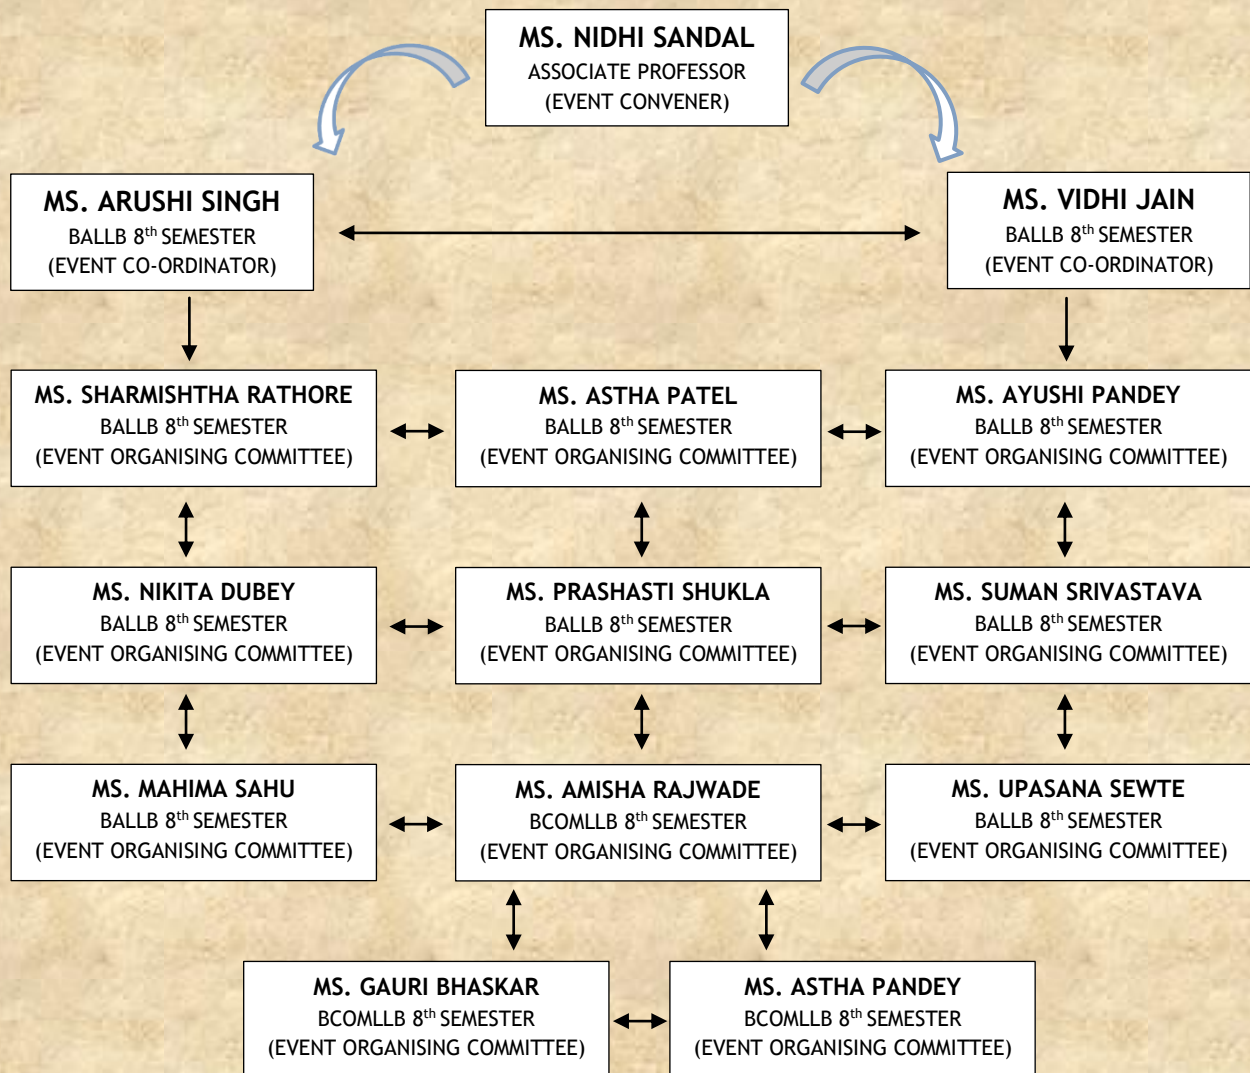 MS. NIDHI SANDAL
ASSOCIATE PROFESSOR
(EVENT CONVENER)
MS. ARUSHI SINGH
BALLB 8th SEMESTER
(EVENT CO-ORDINATOR)
MS. VIDHI JAIN
BALLB 8th SEMESTER
(EVENT CO-ORDINATOR)
MS. SHARMISHTHA RATHORE
BALLB 8th SEMESTER
(EVENT ORGANISING COMMITTEE)
MS. ASTHA PATEL
BALLB 8th SEMESTER
(EVENT ORGANISING COMMITTEE)
MS. AYUSHI PANDEY
BALLB 8th SEMESTER
(EVENT ORGANISING COMMITTEE)
MS. NIKITA DUBEY
BALLB 8th SEMESTER
(EVENT ORGANISING COMMITTEE)
MS. PRASHASTI SHUKLA
BALLB 8th SEMESTER
(EVENT ORGANISING COMMITTEE)
MS. SUMAN SRIVASTAVA
BALLB 8th SEMESTER
(EVENT ORGANISING COMMITTEE)
MS. MAHIMA SAHU
BALLB 8th SEMESTER
(EVENT ORGANISING COMMITTEE)
MS. AMISHA RAJWADE
BCOMLLB 8th SEMESTER
(EVENT ORGANISING COMMITTEE)
MS. UPASANA SEWTE
BALLB 8th SEMESTER
(EVENT ORGANISING COMMITTEE)
MS. GAURI BHASKAR
BCOMLLB 8th SEMESTER
(EVENT ORGANISING COMMITTEE)
MS. ASTHA PANDEY
BCOMLLB 8th SEMESTER
(EVENT ORGANISING COMMITTEE)